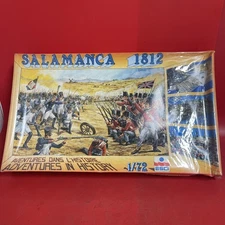 SALAMANCA 1812
AVENTURES DANS L'HISTOIRE
ADVENTURES IN HISTORY
1/72
ESCI